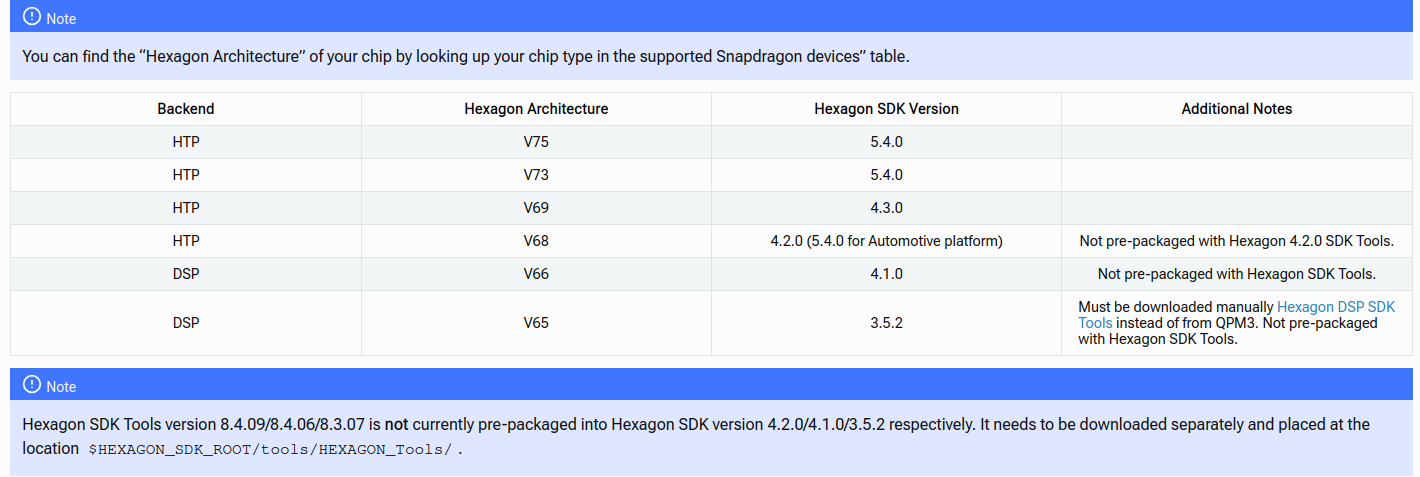 Note
You can find the “Hexagon Architecture” of your chip by looking up your chip type in the supported Snapdragon devices” table.
Backend Hexagon Architecture Hexagon SDK Version Additional Notes
HTP V75 5.4.0
HTP V73 5.4.0
HTP V69 4.3.0
HTP V68 4.2.0 (5.4.0 for Automotive platform) Not pre-packaged with Hexagon 4.2.0 SDK Tools.
DSP V66 4.1.0 Not pre-packaged with Hexagon SDK Tools.
DSP V65 3.5.2 Must be downloaded manually Hexagon DSP SDK
Tools instead of from QPM3. Not pre-packaged
with Hexagon SDK Tools.
Note
Hexagon SDK Tools version 8.4.09/8.4.06/8.3.07 is not currently pre-packaged into Hexagon SDK version 4.2.0/4.1.0/3.5.2 respectively. It needs to be downloaded separately and placed at the
location $HEXAGON_SDK_ROOT/tools/HEXAGON_Tools/ .